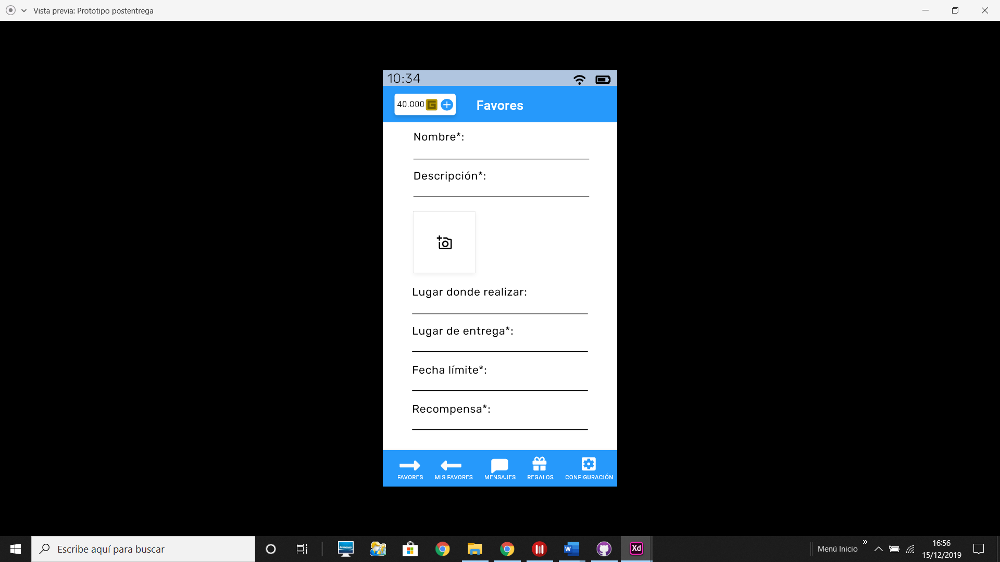 Vista previa: Prototipo postentrega
10:34
40.000 G
Favores
Nombre*:
Descripción*:
Lugar donde realizar:
Lugar de entrega*:
Fecha límite*:
Recompensa*:
FAVORES MIS FAVORES MENSAJES REGALOS CONFIGURACIÓN
Escribe aquí para buscar
W
Xd
Menú Inicio
16:56
15/12/2019